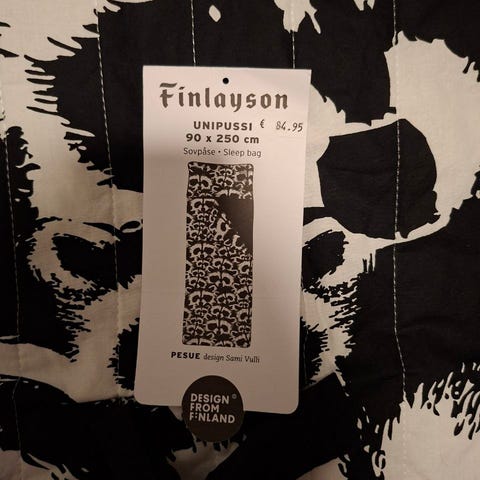 Finlayson
UNIPUSSI € 84.95
90 x 250 cm
Sovpåse • Sleep bag
PESUE design Sami Vulli
DESIGN
FROM
FINLAND